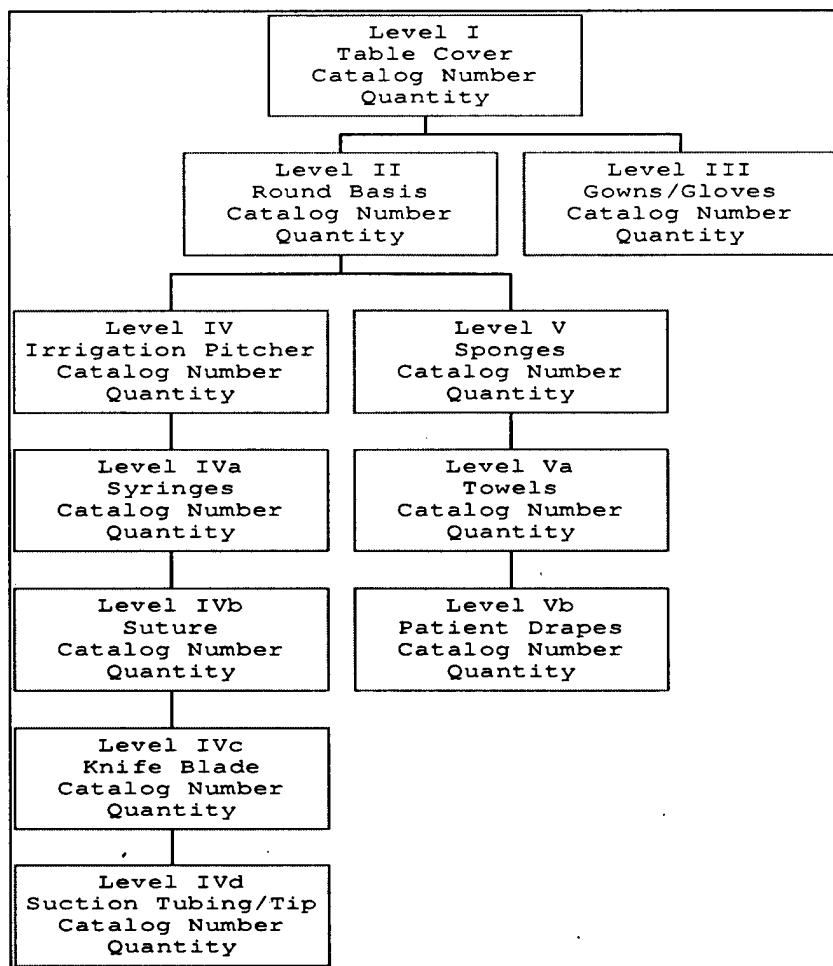 Level I
Table Cover
Catalog Number
Quantity
Level II
Round Basis
Catalog Number
Quantity
Level III
Gowns/Gloves
Catalog Number
Quantity
Level IV
Irrigation Pitcher
Catalog Number
Quantity
Level V
Sponges
Catalog Number
Quantity
Level IVa
Syringes
Catalog Number
Quantity
Level Va
Towels
Catalog Number
Quantity
Level IVb
Suture
Catalog Number
Quantity
Level Vb
Patient Drapes
Catalog Number
Quantity
Level IVc
Knife Blade
Catalog Number
Quantity
Level IVd
Suction Tubing/Tip
Catalog Number
Quantity